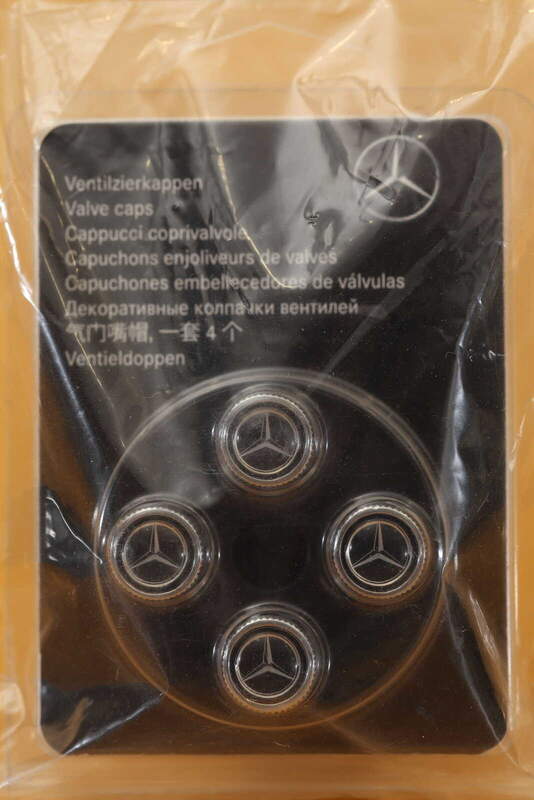 Ventilzierkappen
Valve caps
Cappucci coprivalvole
Capuchons enjoliveurs de valves
Capuchones embellecedores de válvulas
Декоративные колпачки вентилей
气门嘴帽, 一套 4 个
Ventieldoppen